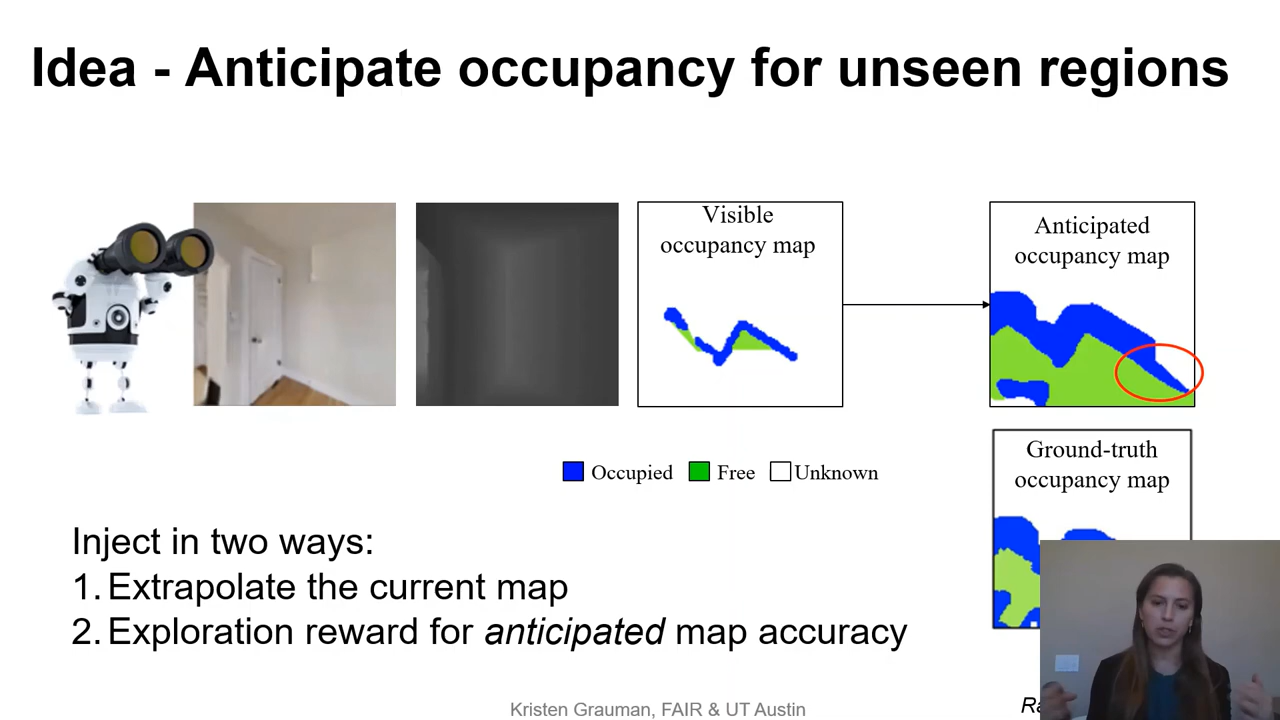 Idea - Anticipate occupancy for unseen regions
Visible
occupancy map
Anticipated
occupancy map
Ground-truth
occupancy map
Occupied Free Unknown
Inject in two ways:
1. Extrapolate the current map
2. Exploration reward for anticipated map accuracy
Kristen Grauman, FAIR & UT Austin